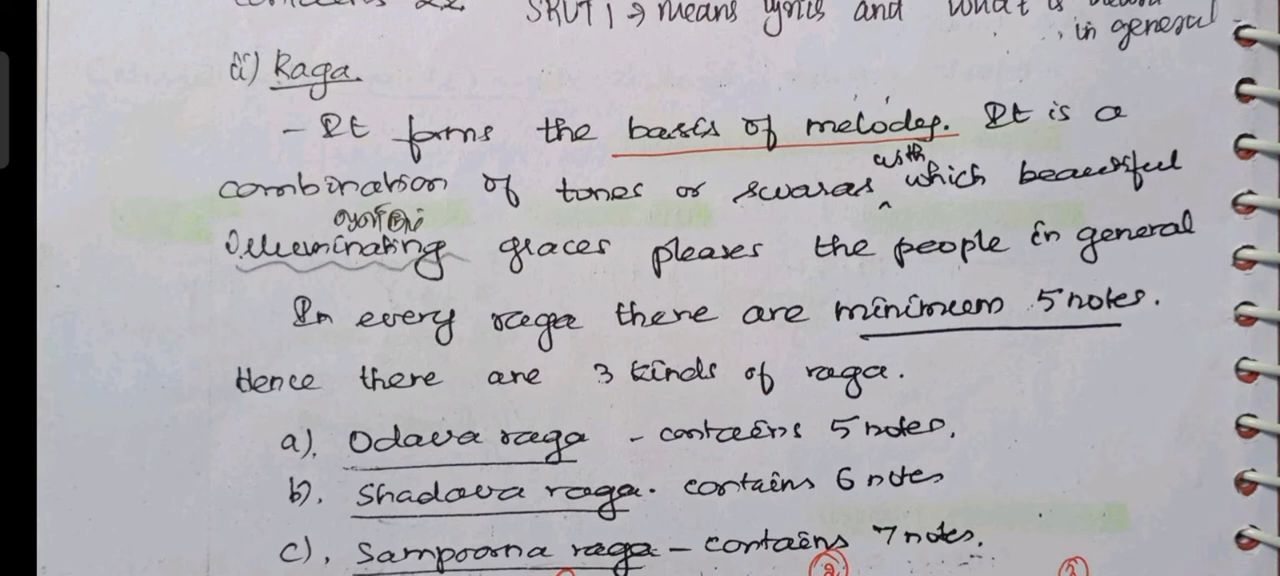 SRUTI → means lyrics and what is
in general
ii) Raga.
- It forms the basis of melody. It is a
combination of tones or swaras with which beautiful
illuminating graces pleases the people in general
In every raga there are minimum 5 notes.
Hence there are 3 kinds of raga.
a). Odava raga - contains 5 notes.
b). Shadava raga. contains 6 notes
c). Sampoorna raga - contains 7 notes.
2
3